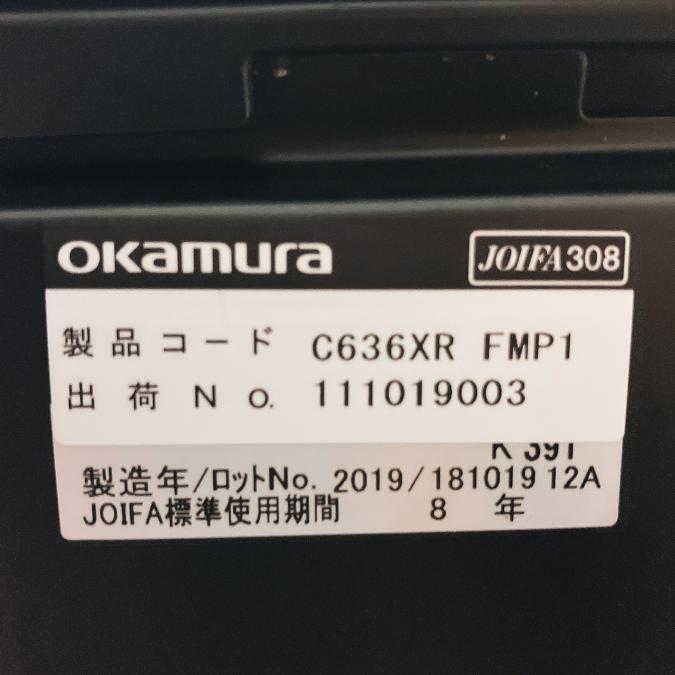 okamura
JOIFA308
製品コード C636XR FMP1
出荷No. 111019003
製造年/ロットNo. 2019/181019 12A
JOIFA標準使用期間 8 年